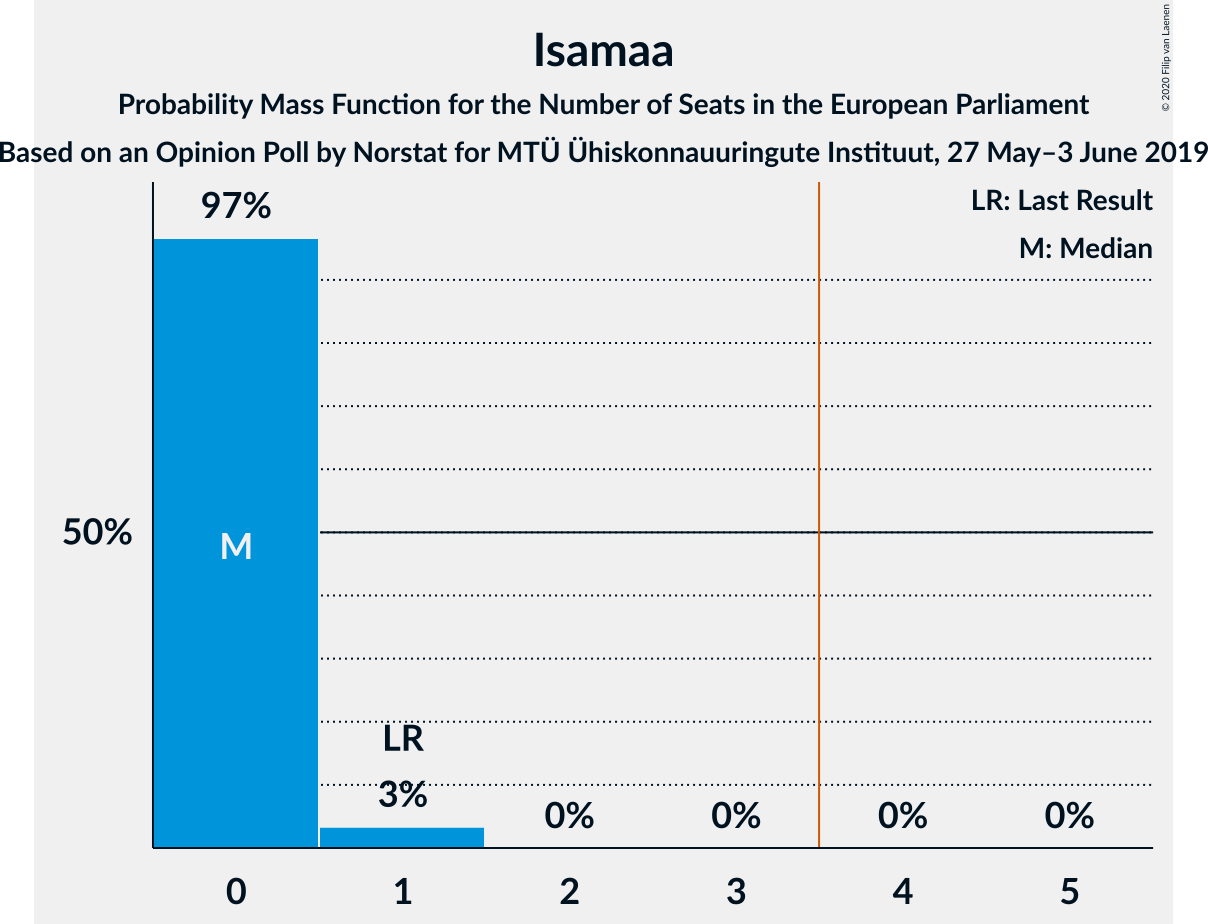 Isamaa
Probability Mass Function for the Number of Seats in the European Parliament
Based on an Opinion Poll by Norstat for MTÜ Ühiskonnauuringute Instituut, 27 May–3 June 2019
© 2020 Filip van Laenen
LR: Last Result
M: Median
97%
50%
M
LR
3%
0%
0%
0%
0%
0
1
2
3
4
5